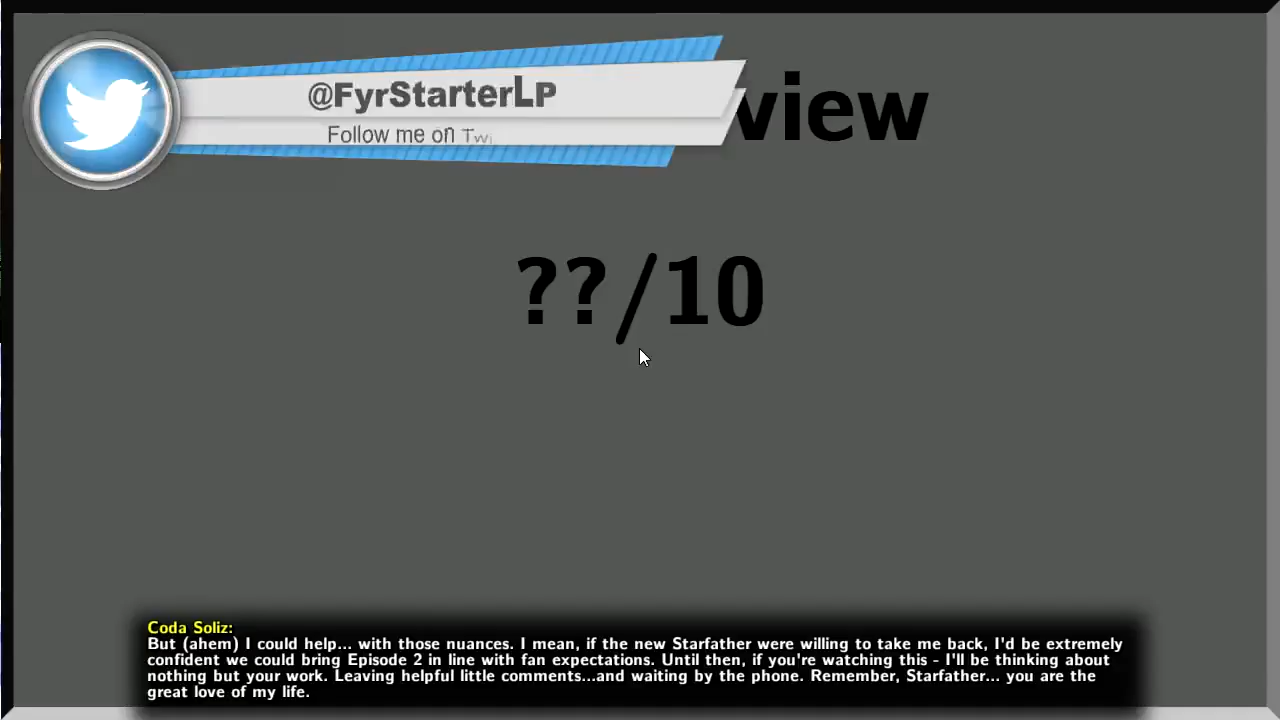 @FyrStarterLP
Follow me on Twi
view
??/10
Coda Soliz:
But (ahem) I could help... with those nuances. I mean, if the new Starfather were willing to take me back, I'd be extremely
confident we could bring Episode 2 in line with fan expectations. Until then, if you're watching this - I'll be thinking about
nothing but your work. Leaving helpful little comments...and waiting by the phone. Remember, Starfather... you are the
great love of my life.